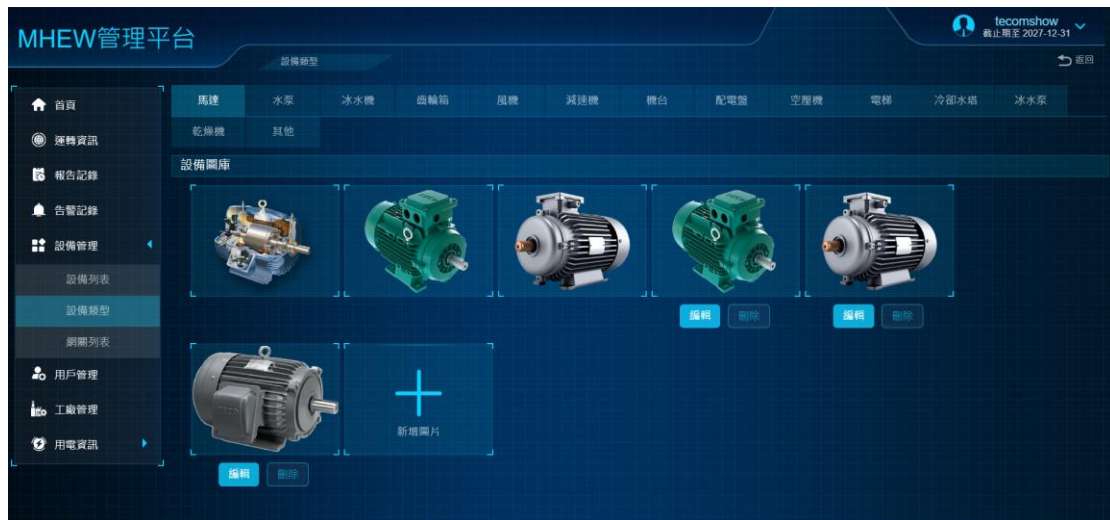 MHEW管理平台
tecomshow
截止期至 2027-12-31
設備類型
返回
首頁
運轉資訊
報告記錄
告警記錄
設備管理
設備列表
設備類型
網關列表
用戶管理
工廠管理
用電資訊
馬達 水泵 冰水機 齒輪箱 風機 減速機 機台 配電盤 空壓機 電梯 冷卻水塔 冰水泵
乾燥機 其他
設備圖庫
編輯 刪除 編輯 刪除
新增圖片
編輯 刪除